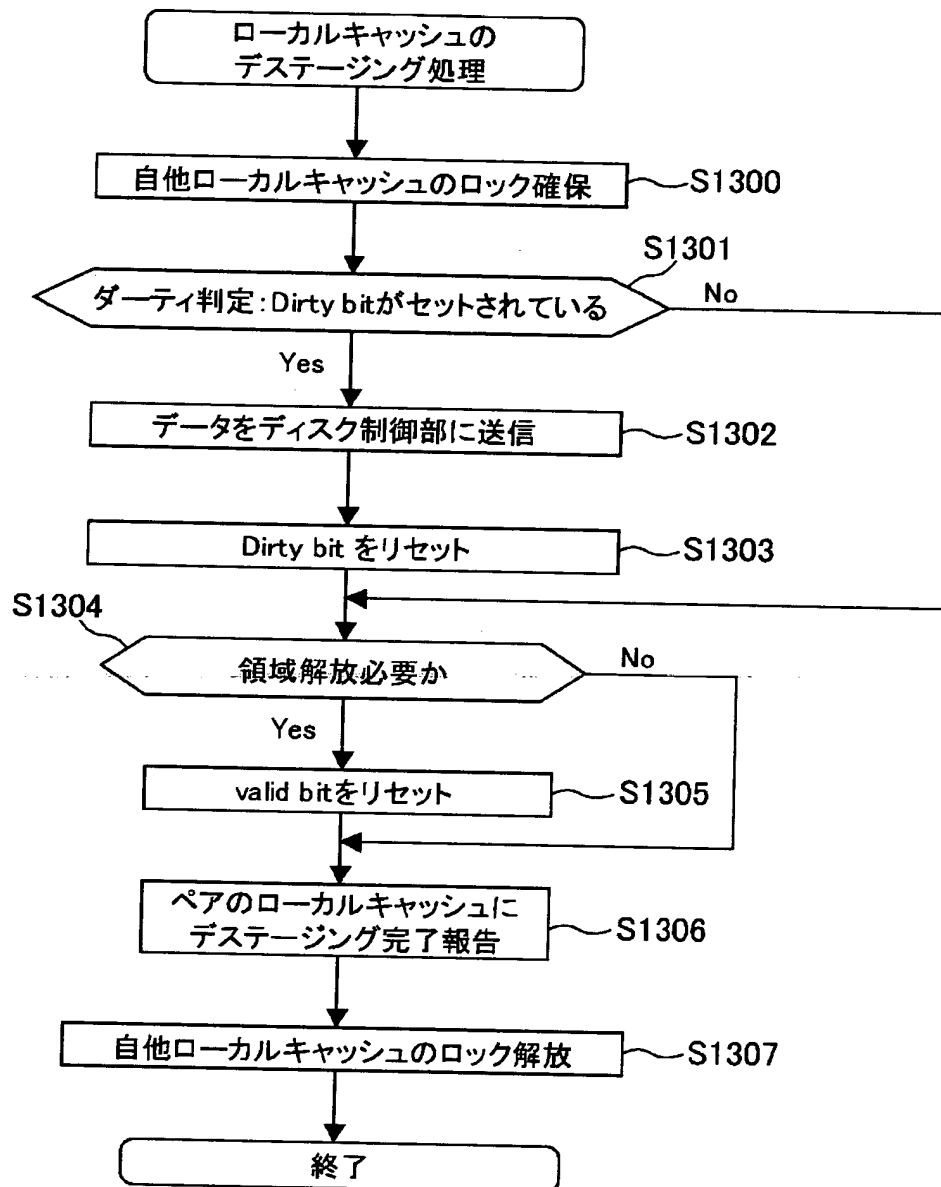 ローカルキャッシュの
デステージング処理
自他ローカルキャッシュのロック確保
S1300
S1301
ダーティ判定:Dirty bitがセットされている
No
Yes
データをディスク制御部に送信
S1302
Dirty bit をリセット
S1303
S1304
領域解放必要か
No
Yes
valid bitをリセット
S1305
ペアのローカルキャッシュに
デステージング完了報告
S1306
自他ローカルキャッシュのロック解放
S1307
終了